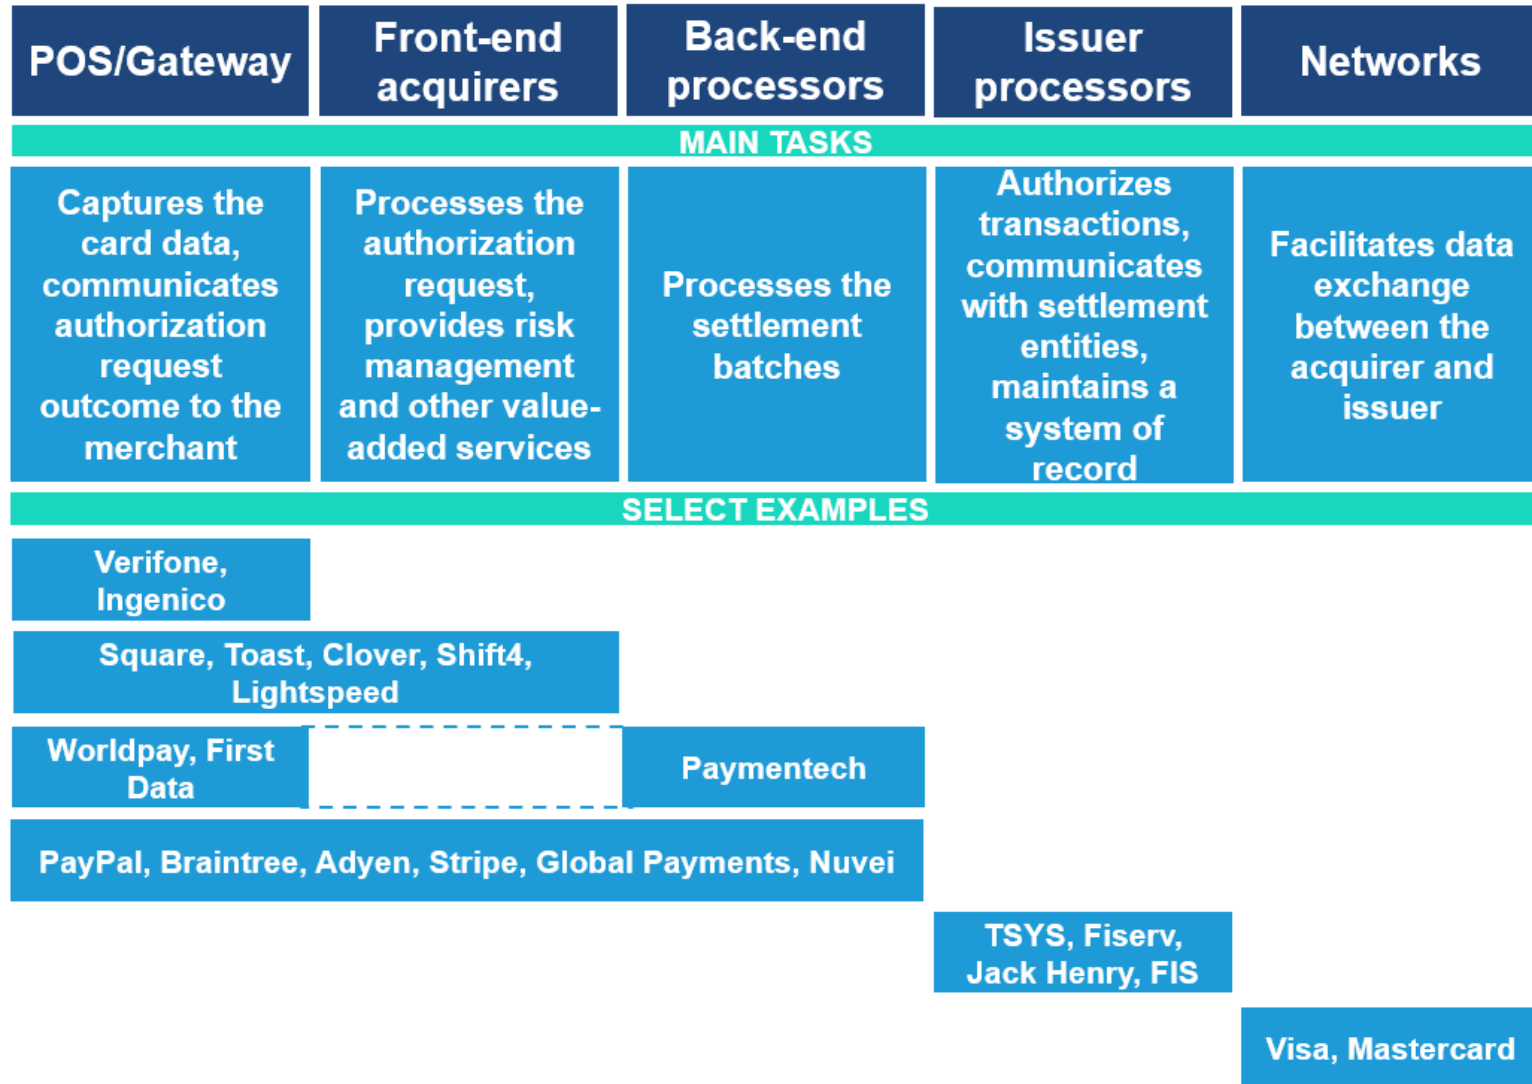 POS/Gateway
Front-end
acquirers
Back-end
processors
Issuer
processors
Networks
MAIN TASKS
Captures the
card data,
communicates
authorization
request
outcome to the
merchant
Processes the
authorization
request,
provides risk
management
and other value-
added services
Processes the
settlement
batches
Authorizes
transactions,
communicates
with settlement
entities,
maintains a
system of
record
Facilitates data
exchange
between the
acquirer and
issuer
SELECT EXAMPLES
Verifone,
Ingenico
Square, Toast, Clover, Shift4,
Lightspeed
Worldpay, First
Data
Paymentech
PayPal, Braintree, Adyen, Stripe, Global Payments, Nuvei
TSYS, Fiserv,
Jack Henry, FIS
Visa, Mastercard